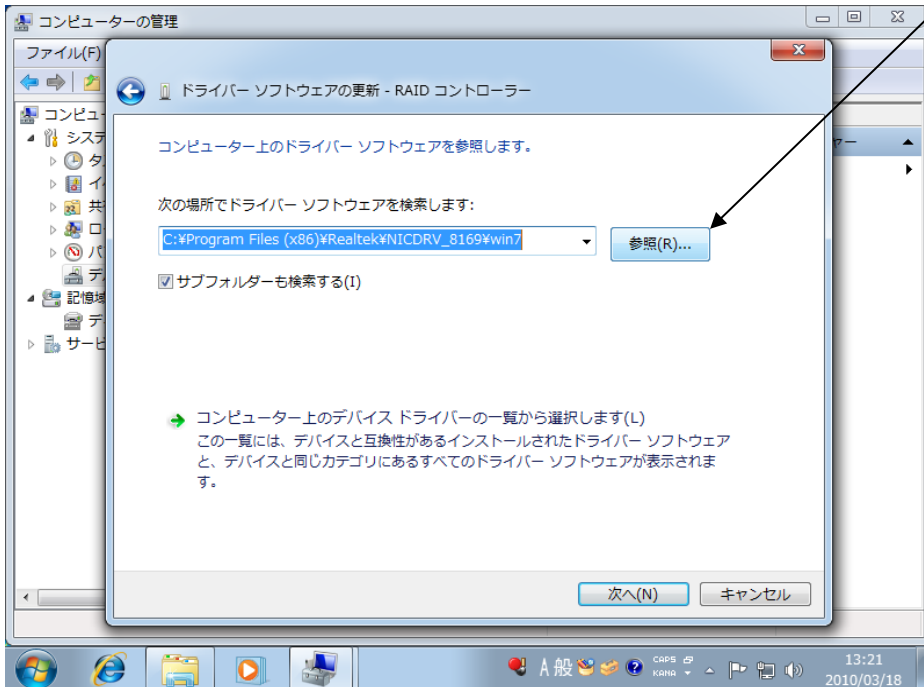 コンピューターの管理
ファイル(F)
ドライバー ソフトウェアの更新 - RAID コントローラー
コンピュー
システ
タ
イ
共
ロ
パ
デ
記憶域
デ
サービ
コンピューター上のドライバー ソフトウェアを参照します。
次の場所でドライバー ソフトウェアを検索します:
C:¥Program Files (x86)¥Realtek¥NICDRV_8169¥win7
参照(R)...
サブフォルダーも検索する(I)
コンピューター上のデバイス ドライバーの一覧から選択します(L)
この一覧には、デバイスと互換性があるインストールされたドライバー ソフトウェア
と、デバイスと同じカテゴリにあるすべてのドライバー ソフトウェアが表示されま
す。
次へ(N)
キャンセル
ャー
A 般
CAPS
KANA
13:21
2010/03/18